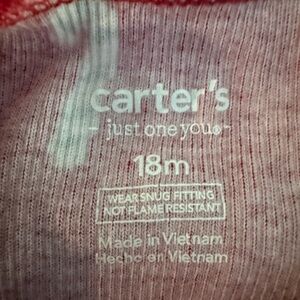 carter's
- just one you® -
18m
WEAR SNUG FITTING
NOT FLAME RESISTANT
Made in Vietnam
Hecho en Vietnam